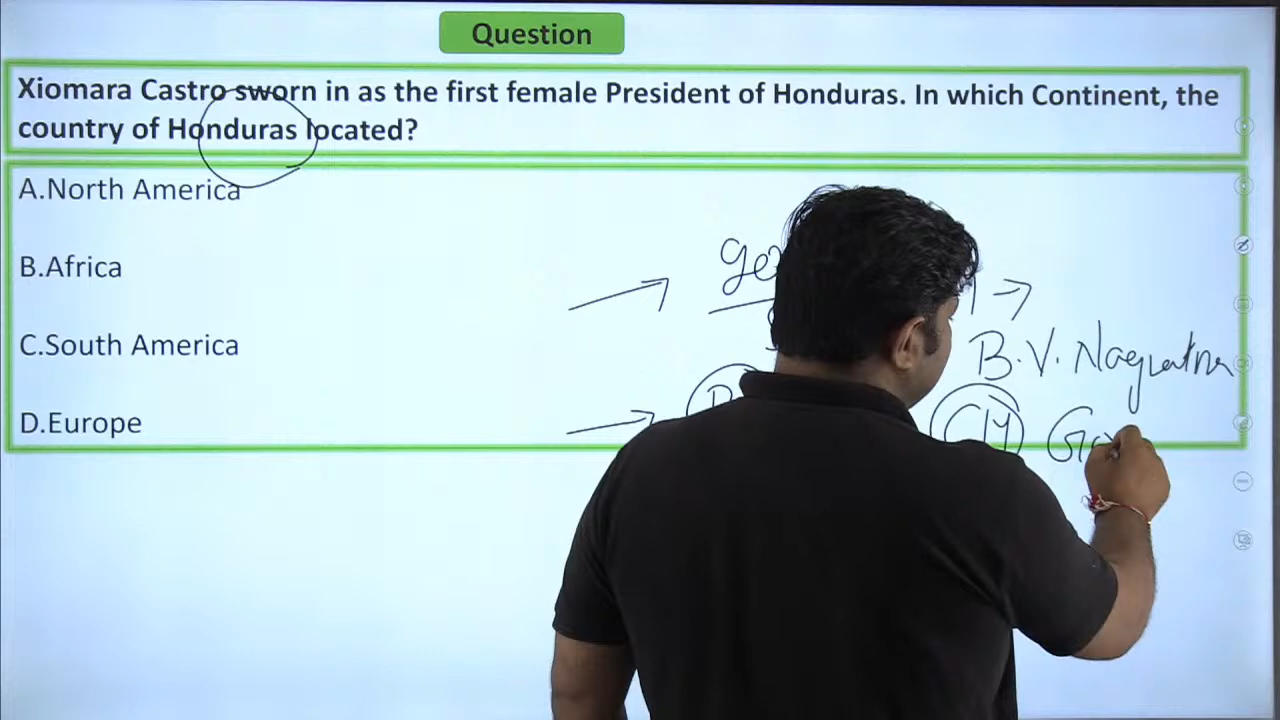 Question
Xiomara Castro sworn in as the first female President of Honduras. In which Continent, the
country of Honduras located?
A.North America
B.Africa
C.South America
D.Europe
B.V. Nagratna